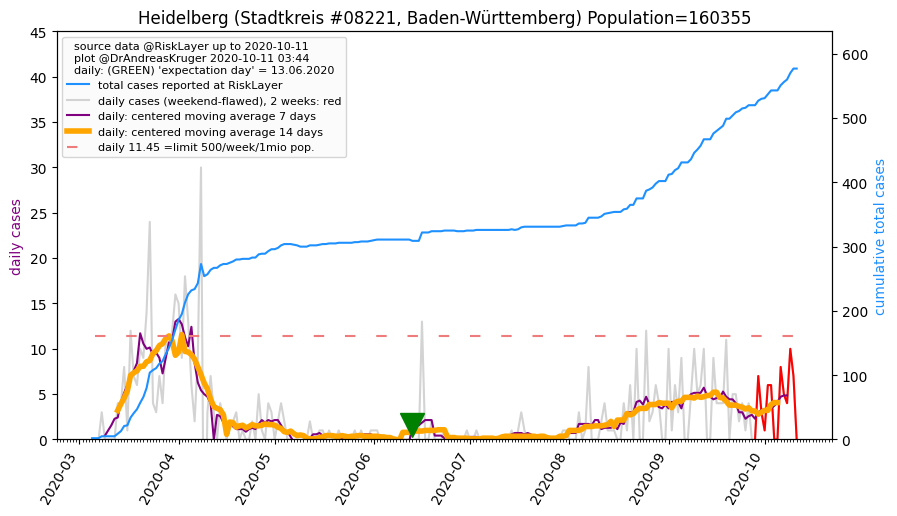 Heidelberg (Stadtkreis #08221, Baden-Württemberg) Population=160355
source data @RiskLayer up to 2020-10-11
plot @DrAndreasKruger 2020-10-11 03:44
daily: (GREEN) 'expectation day' = 13.06.2020
total cases reported at RiskLayer
daily cases (weekend-flawed), 2 weeks: red
daily: centered moving average 7 days
daily: centered moving average 14 days
daily 11.45 =limit 500/week/1mio pop.
daily cases
45
40
35
30
25
20
15
10
5
0
600
500
400
300
200
100
0
cumulative total cases
2020-03
2020-04
2020-05
2020-06
2020-07
2020-08
2020-09
2020-10